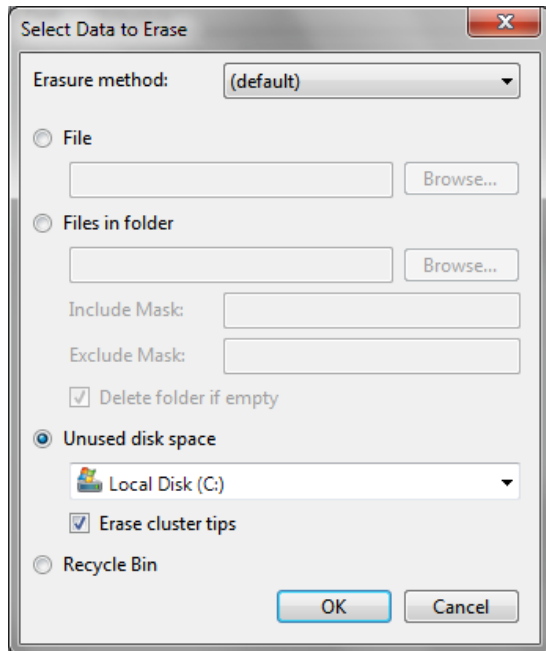 Select Data to Erase
Erasure method: (default)
File
Browse...
Files in folder
Browse...
Include Mask:
Exclude Mask:
Delete folder if empty
Unused disk space
Local Disk (C:)
Erase cluster tips
Recycle Bin
OK Cancel